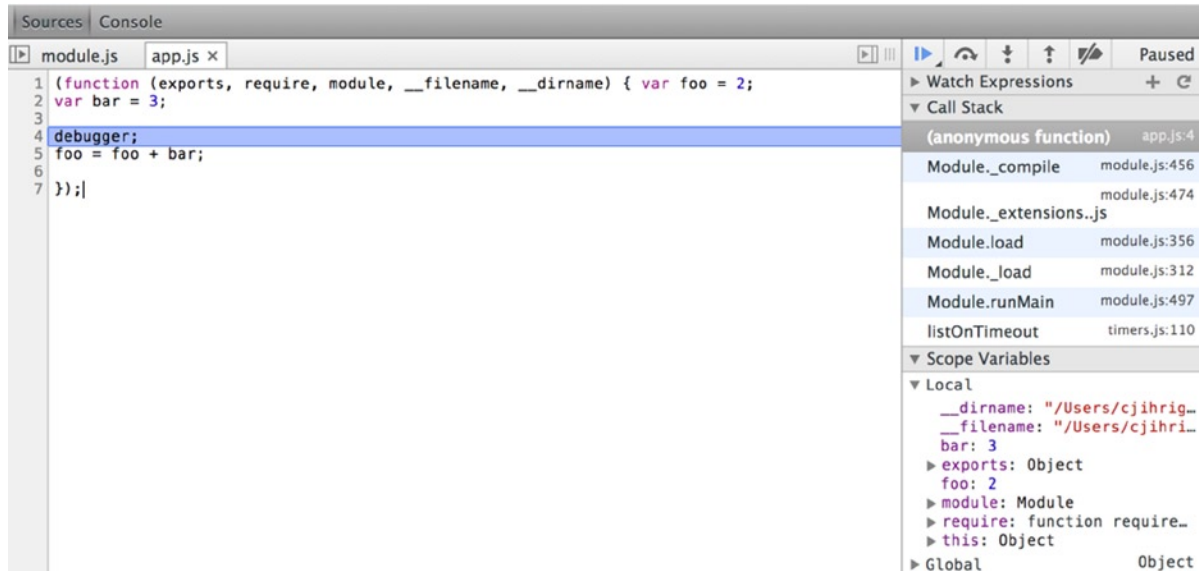 Sources Console
module.js app.js ×
1 (function (exports, require, module, __filename, __dirname) { var foo = 2;
2 var bar = 3;
3
4 debugger;
5 foo = foo + bar;
6
7 });
Paused
Watch Expressions + C
Call Stack
(anonymous function) app.js:4
Module._compile module.js:456
module.js:474
Module._extensions..js
Module.load module.js:356
Module._load module.js:312
Module.runMain module.js:497
listOnTimeout timers.js:110
Scope Variables
Local
__dirname: "/Users/cjihrig…
__filename: "/Users/cjihri…
bar: 3
exports: Object
foo: 2
module: Module
require: function require…
this: Object
Global Object